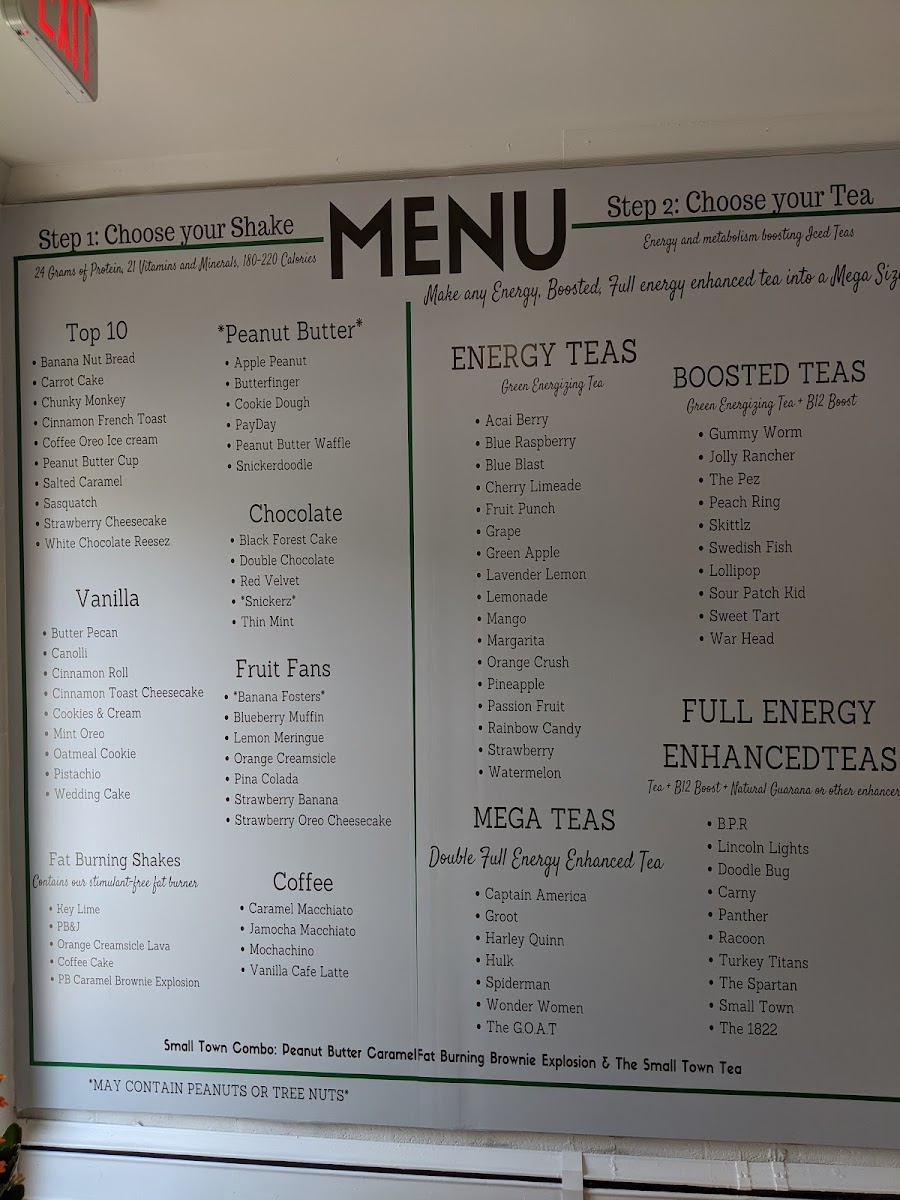 EXIT
MENU
Step 1: Choose your Shake
24 Grams of Protein, 21 Vitamins and Minerals, 180-220 Calories
Top 10
• Banana Nut Bread
• Carrot Cake
• Chunky Monkey
• Cinnamon French Toast
• Coffee Oreo Ice cream
• Peanut Butter Cup
• Salted Caramel
• Sasquatch
• Strawberry Cheesecake
• White Chocolate Reesez
Vanilla
• Butter Pecan
• Canolli
• Cinnamon Roll
• Cinnamon Toast Cheesecake
• Cookies & Cream
• Mint Oreo
• Oatmeal Cookie
• Pistachio
• Wedding Cake
Fat Burning Shakes
Contains our stimulant-free fat burner
• Key Lime
• PB&J
• Orange Creamsicle Lava
• Coffee Cake
• PB Caramel Brownie Explosion
*Peanut Butter*
• Apple Peanut
• Butterfinger
• Cookie Dough
• PayDay
• Peanut Butter Waffle
• Snickerdoodle
Chocolate
• Black Forest Cake
• Double Chocolate
• Red Velvet
• *Snickerz*
• Thin Mint
Fruit Fans
• *Banana Fosters*
• Blueberry Muffin
• Lemon Meringue
• Orange Creamsicle
• Pina Colada
• Strawberry Banana
• Strawberry Oreo Cheesecake
Coffee
• Caramel Macchiato
• Jamocha Macchiato
• Mochachino
• Vanilla Cafe Latte
Step 2: Choose your Tea
Energy and metabolism boosting Iced Teas
Make any Energy, Boosted, Full energy enhanced tea into a Mega
ENERGY TEAS
Green Energizing Tea
• Acai Berry
• Blue Raspberry
• Blue Blast
• Cherry Limeade
• Fruit Punch
• Grape
• Green Apple
• Lavender Lemon
• Lemonade
• Mango
• Margarita
• Orange Crush
• Pineapple
• Passion Fruit
• Rainbow Candy
• Strawberry
• Watermelon
MEGA TEAS
Double Full Energy Enhanced Tea
• Captain America
• Groot
• Harley Quinn
• Hulk
• Spiderman
• Wonder Women
• The G.O.A.T
BOOSTED TEAS
Green Energizing Tea + B12 Boost
• Gummy Worm
• Jolly Rancher
• The Pez
• Peach Ring
• Skittlz
• Swedish Fish
• Lollipop
• Sour Patch Kid
• Sweet Tart
• War Head
FULL ENERGY
ENHANCEDTEAS
Tea + B12 Boost + Natural Guarana or other enhancer
• B.P.R
• Lincoln Lights
• Doodle Bug
• Carny
• Panther
• Racoon
• Turkey Titans
• The Spartan
• Small Town
• The 1822
Small Town Combo: Peanut Butter CaramelFat Burning Brownie Explosion & The Small Town Tea
*MAY CONTAIN PEANUTS OR TREE NUTS*